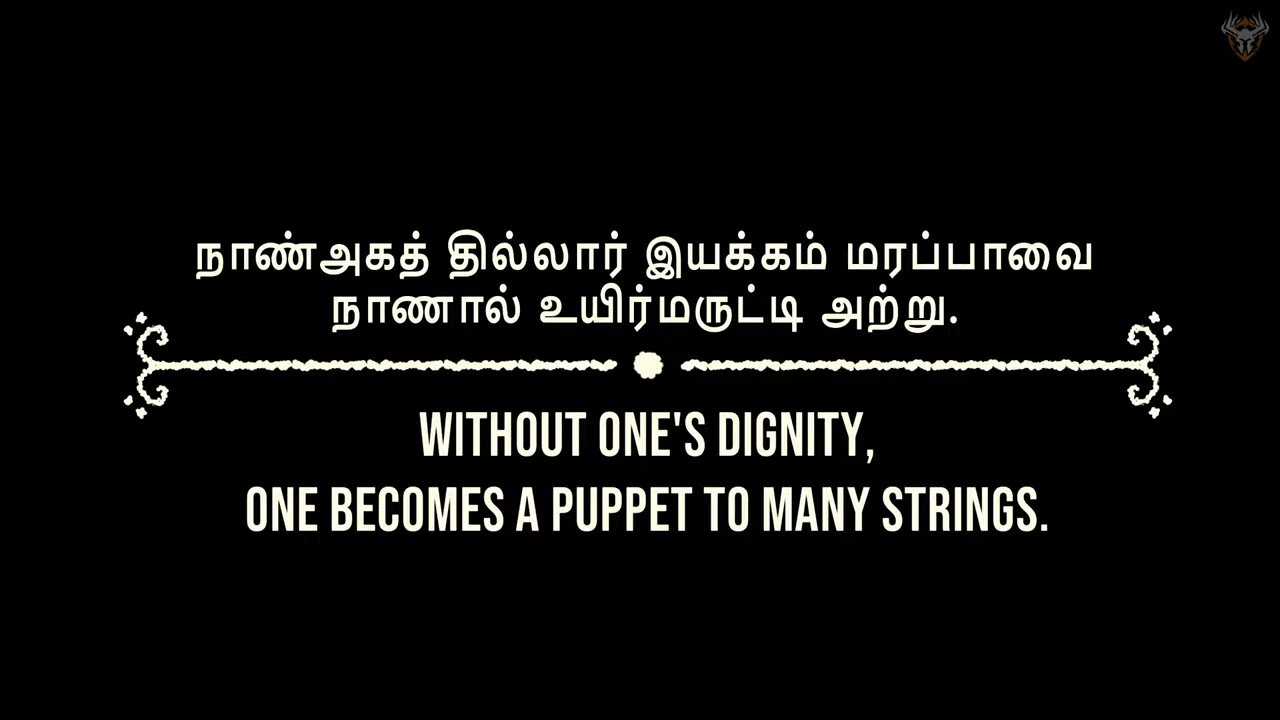 நாண்அகத் தில்லார் இயக்கம் மரப்பாவை
நாணால் உயிர்மருட்டி அற்று.
WITHOUT ONE'S DIGNITY,
ONE BECOMES A PUPPET TO MANY STRINGS.